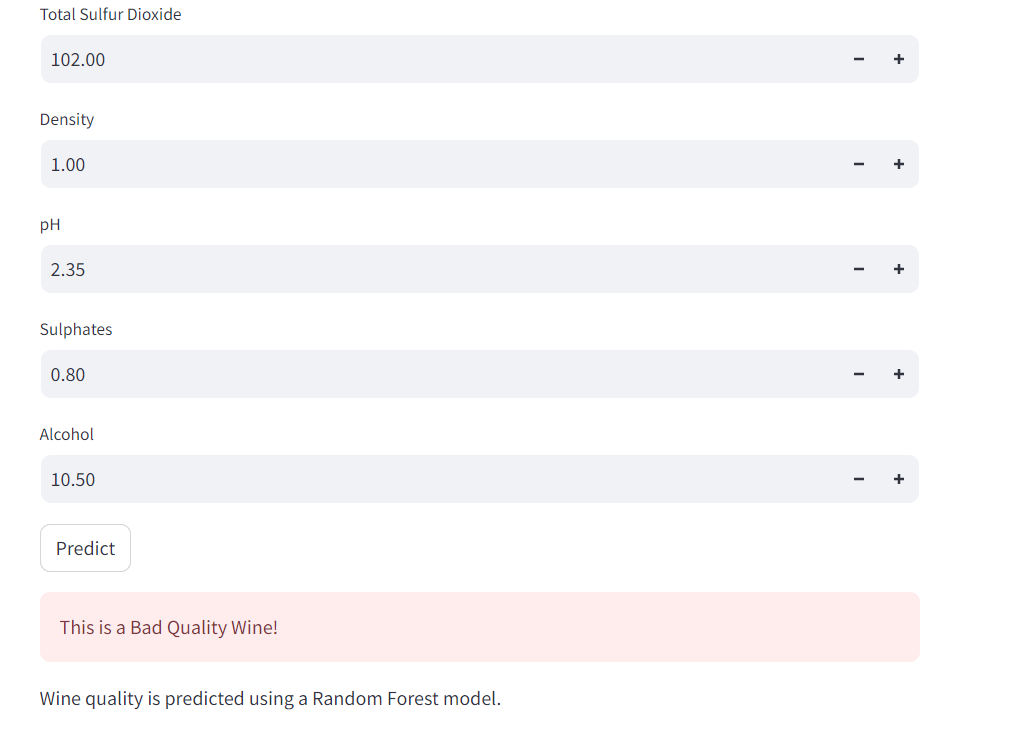 Total Sulfur Dioxide
102.00
Density
1.00
pH
2.35
Sulphates
0.80
Alcohol
10.50
Predict
This is a Bad Quality Wine!
Wine quality is predicted using a Random Forest model.